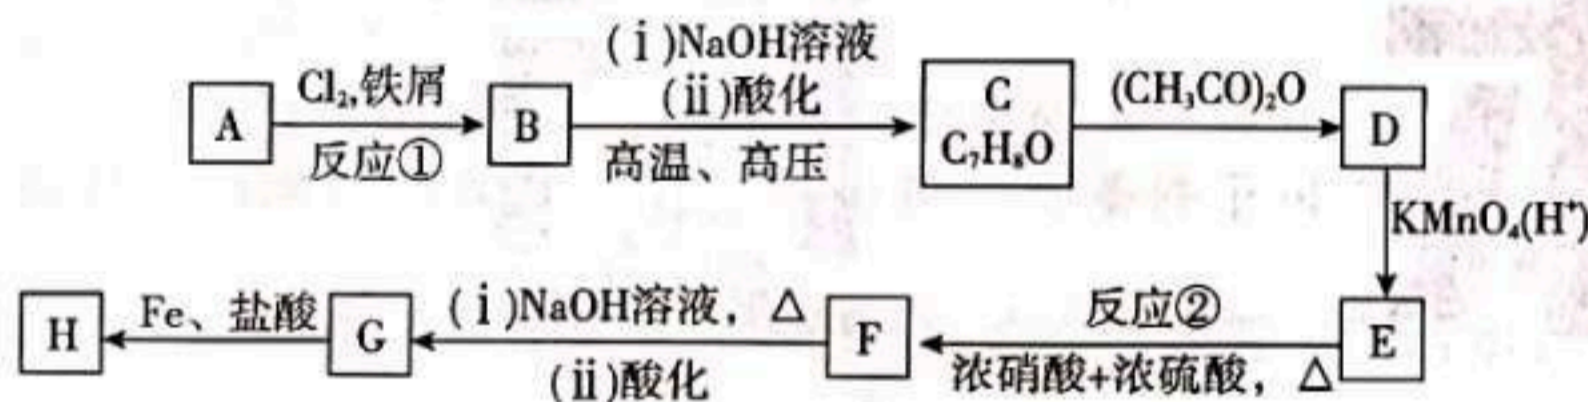 (ⅰ)NaOH溶液
Cl₂,铁屑
(ⅱ)酸化
C
(CH₃CO)₂O
A
B
C₇H₈O
D
反应①
高温、高压
KMnO₄(H⁺)
Fe、盐酸
(ⅰ)NaOH溶液，△
反应②
H
G
F
E
(ⅱ)酸化
浓硝酸+浓硫酸，△